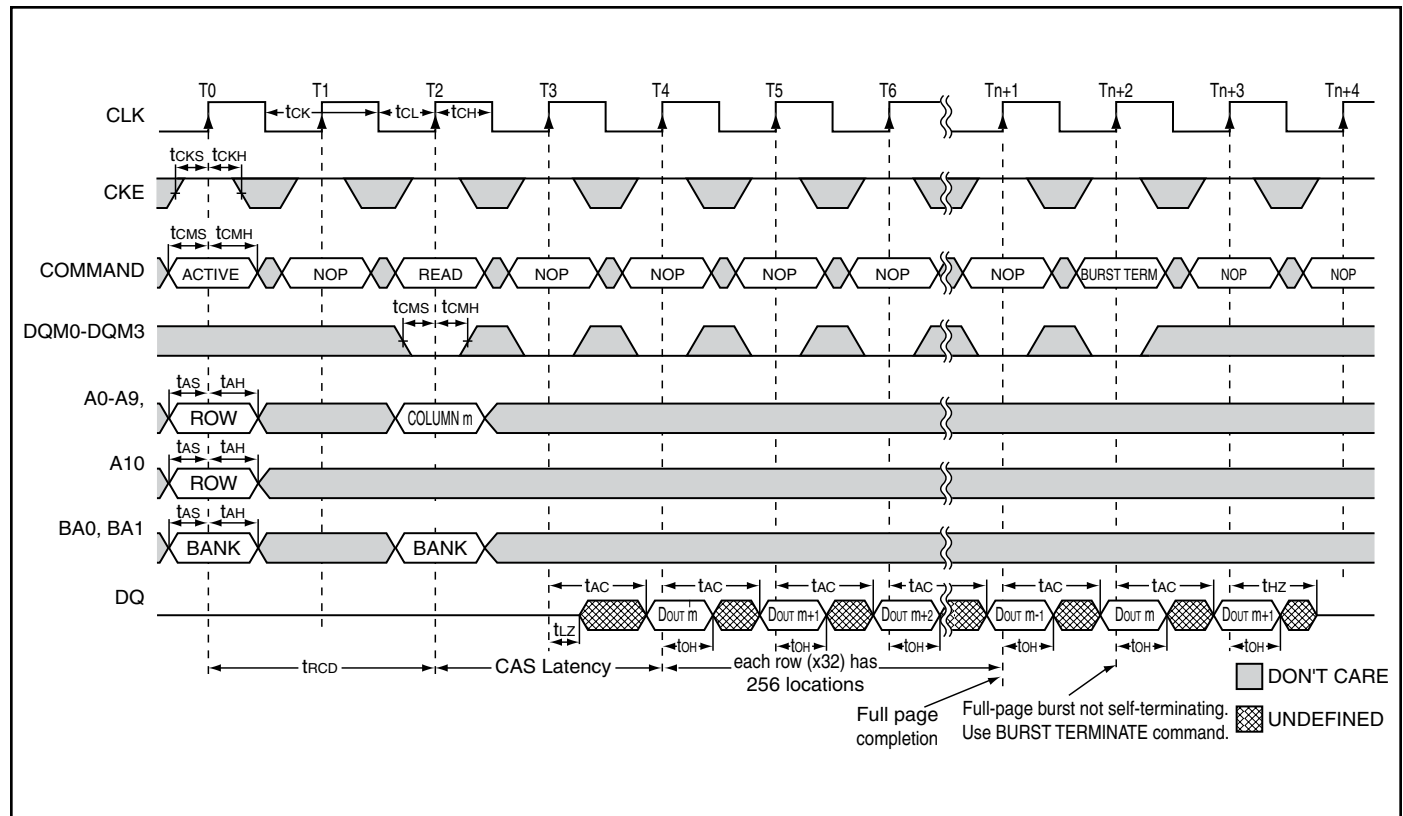 T0 T1 T2 T3 T4 T5 T6 Tn+1 Tn+2 Tn+3 Tn+4
CLK
tCK tCL tCH
tCKS tCKH
CKE
tCMS tCMH
COMMAND ACTIVE NOP READ NOP NOP NOP NOP NOP BURST TERM NOP NOP
tCMS tCMH
DQM0-DQM3
tAS tAH
A0-A9, ROW COLUMN m
tAS tAH
A10 ROW
tAS tAH
BA0, BA1 BANK BANK
tAC tAC tAC tAC tAC tAC tHZ
DQ DOUT m DOUT m+1 DOUT m+2 DOUT m-1 DOUT m DOUT m+1
tLZ tOH tOH tOH tOH tOH tOH
tRCD CAS Latency each row (x32) has
256 locations
DON'T CARE
Full page
completion
Full-page burst not self-terminating.
Use BURST TERMINATE command.
UNDEFINED